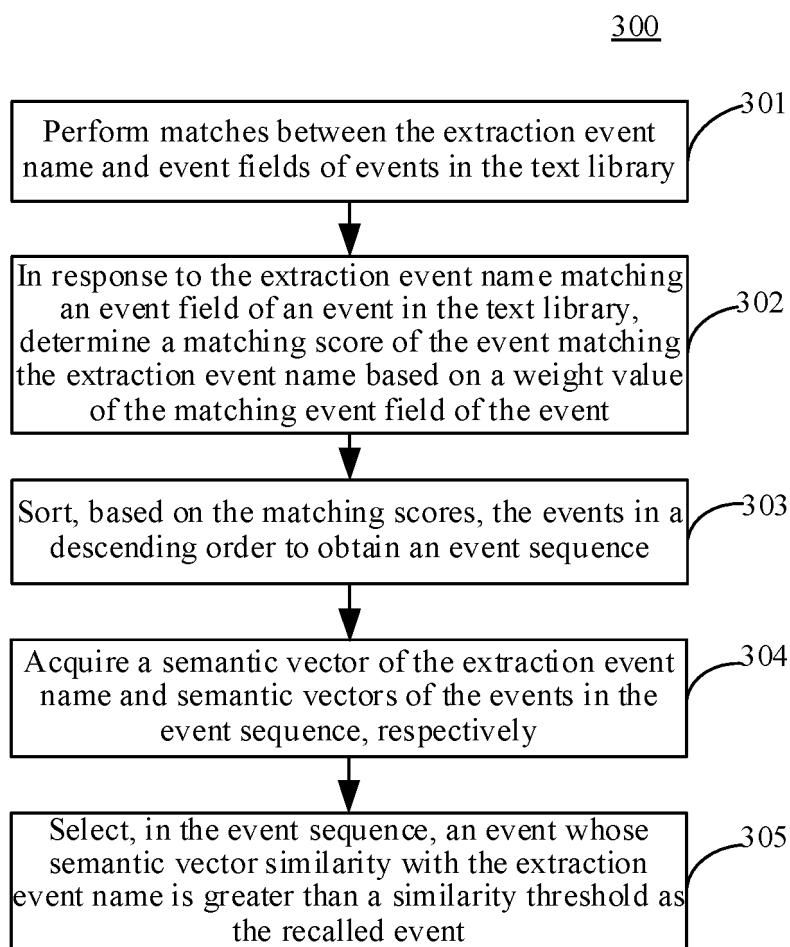 300
301
Perform matches between the extraction event
name and event fields of events in the text library
In response to the extraction event name matching
an event field of an event in the text library,
302
determine a matching score of the event matching
the extraction event name based on a weight value
of the matching event field of the event
303
Sort, based on the matching scores, the events in a
descending order to obtain an event sequence
304
Acquire a semantic vector of the extraction event
name and semantic vectors of the events in the
event sequence, respectively
Select, in the event sequence, an event whose
305
semantic vector similarity with the extraction
event name is greater than a similarity threshold as
the recalled event